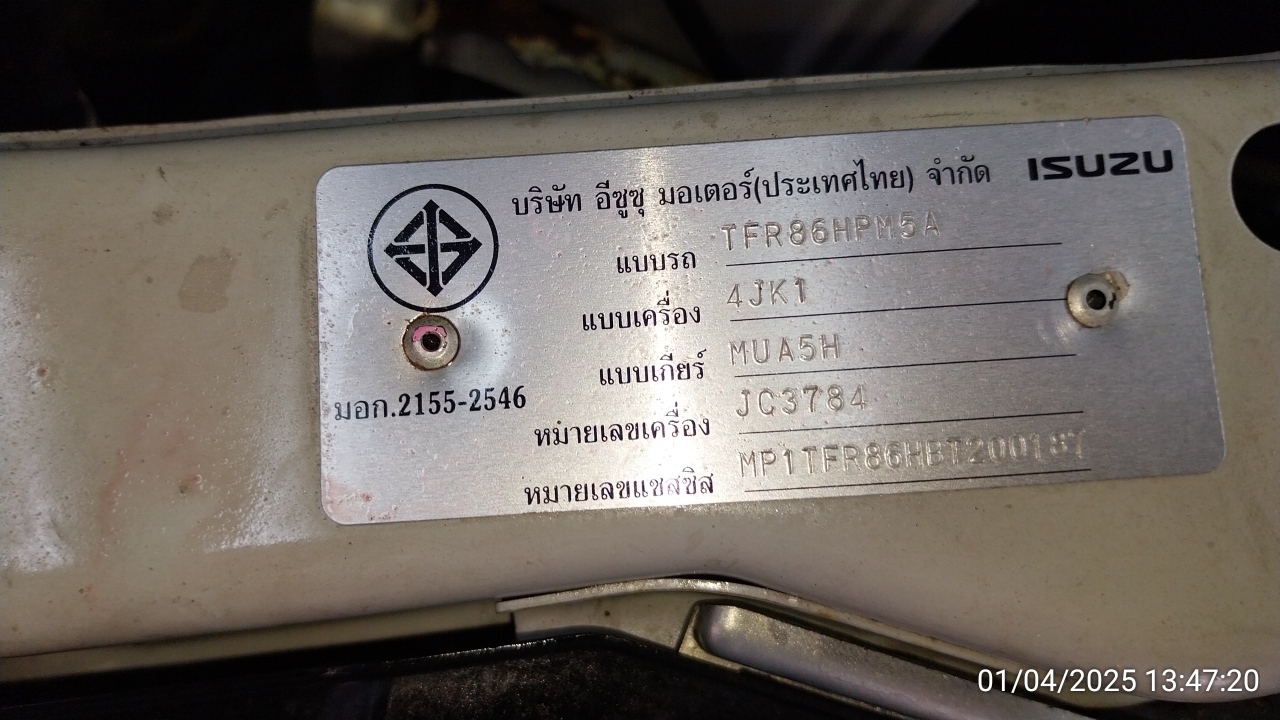 บริษัท อีซูซุ มอเตอร์(ประเทศไทย) จำกัด ISUZU
แบบรถ TFR86HPM5A
แบบเครื่อง 4JK1
แบบเกียร์ MUA5H
มอก.2155-2546
หมายเลขเครื่อง JC3784
หมายเลขแชสซิส
01/04/2025 13:47:20